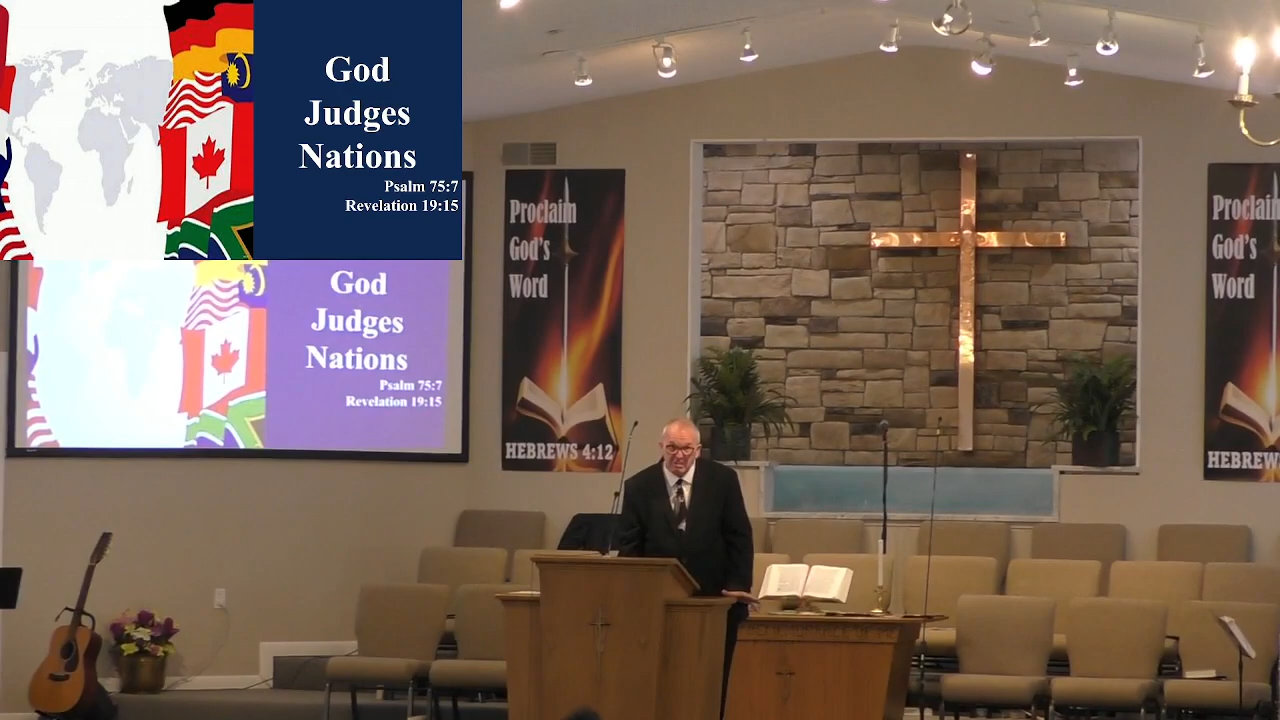 God
Judges
Nations
Psalm 75:7
Revelation 19:15
God
Judges
Nations
Psalm 75:7
Revelation 19:15
Proclaim
God's
Word
HEBREWS 4:12
Proclaim
God's
Word
HEBREWS